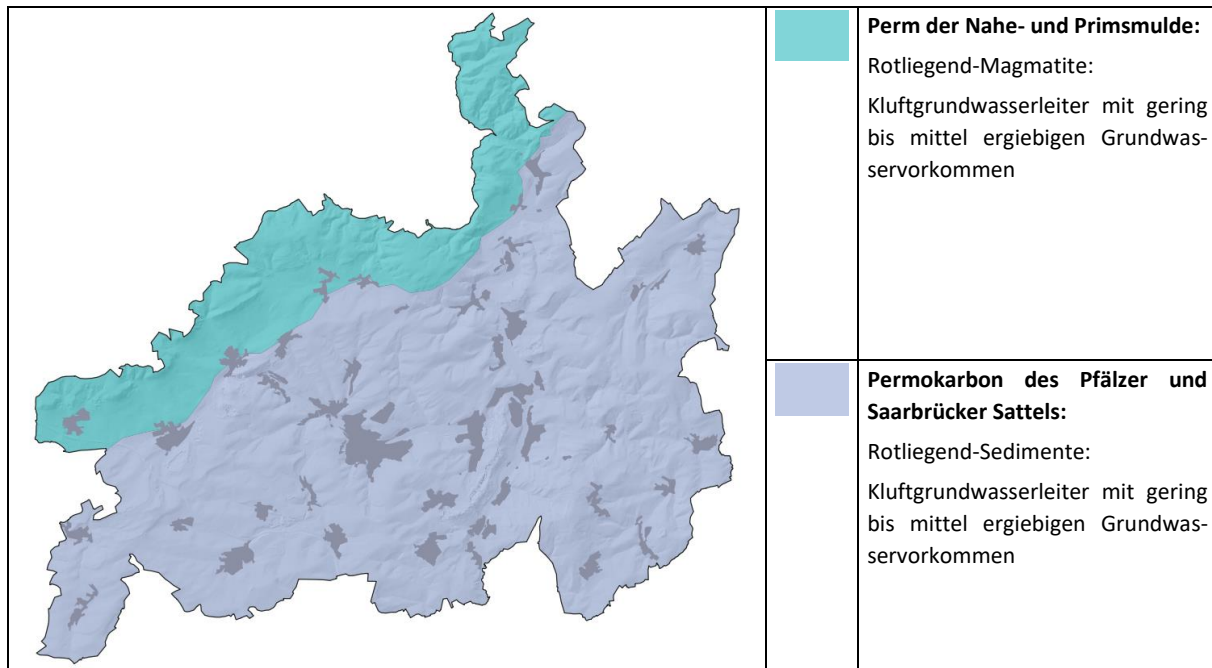 Perm der Nahe- und Primsmulde:
Rotliegend-Magmatite:
Kluftgrundwasserleiter mit gering
bis mittel ergiebigen Grundwas-
servorkommen
Permokarbon des Pfälzer und
Saarbrücker Sattels:
Rotliegend-Sedimente:
Kluftgrundwasserleiter mit gering
bis mittel ergiebigen Grundwas-
servorkommen